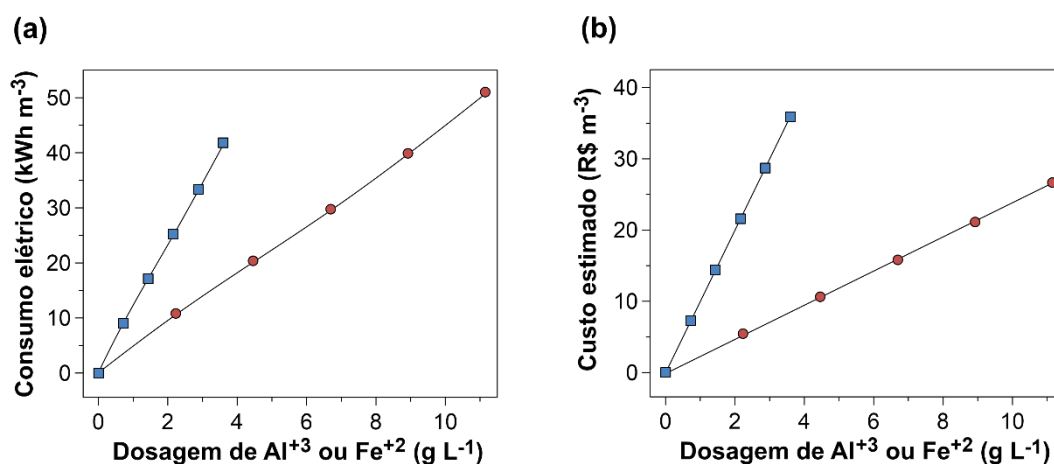 (a)
Consumo elétrico (kWh m⁻³)
50
40
30
20
10
0
0 2 4 6 8 10
Dosagem de Al⁺³ ou Fe⁺² (g L⁻¹)
(b)
Custo estimado (R$ m⁻³)
40
30
20
10
0
0 2 4 6 8 10
Dosagem de Al⁺³ ou Fe⁺² (g L⁻¹)